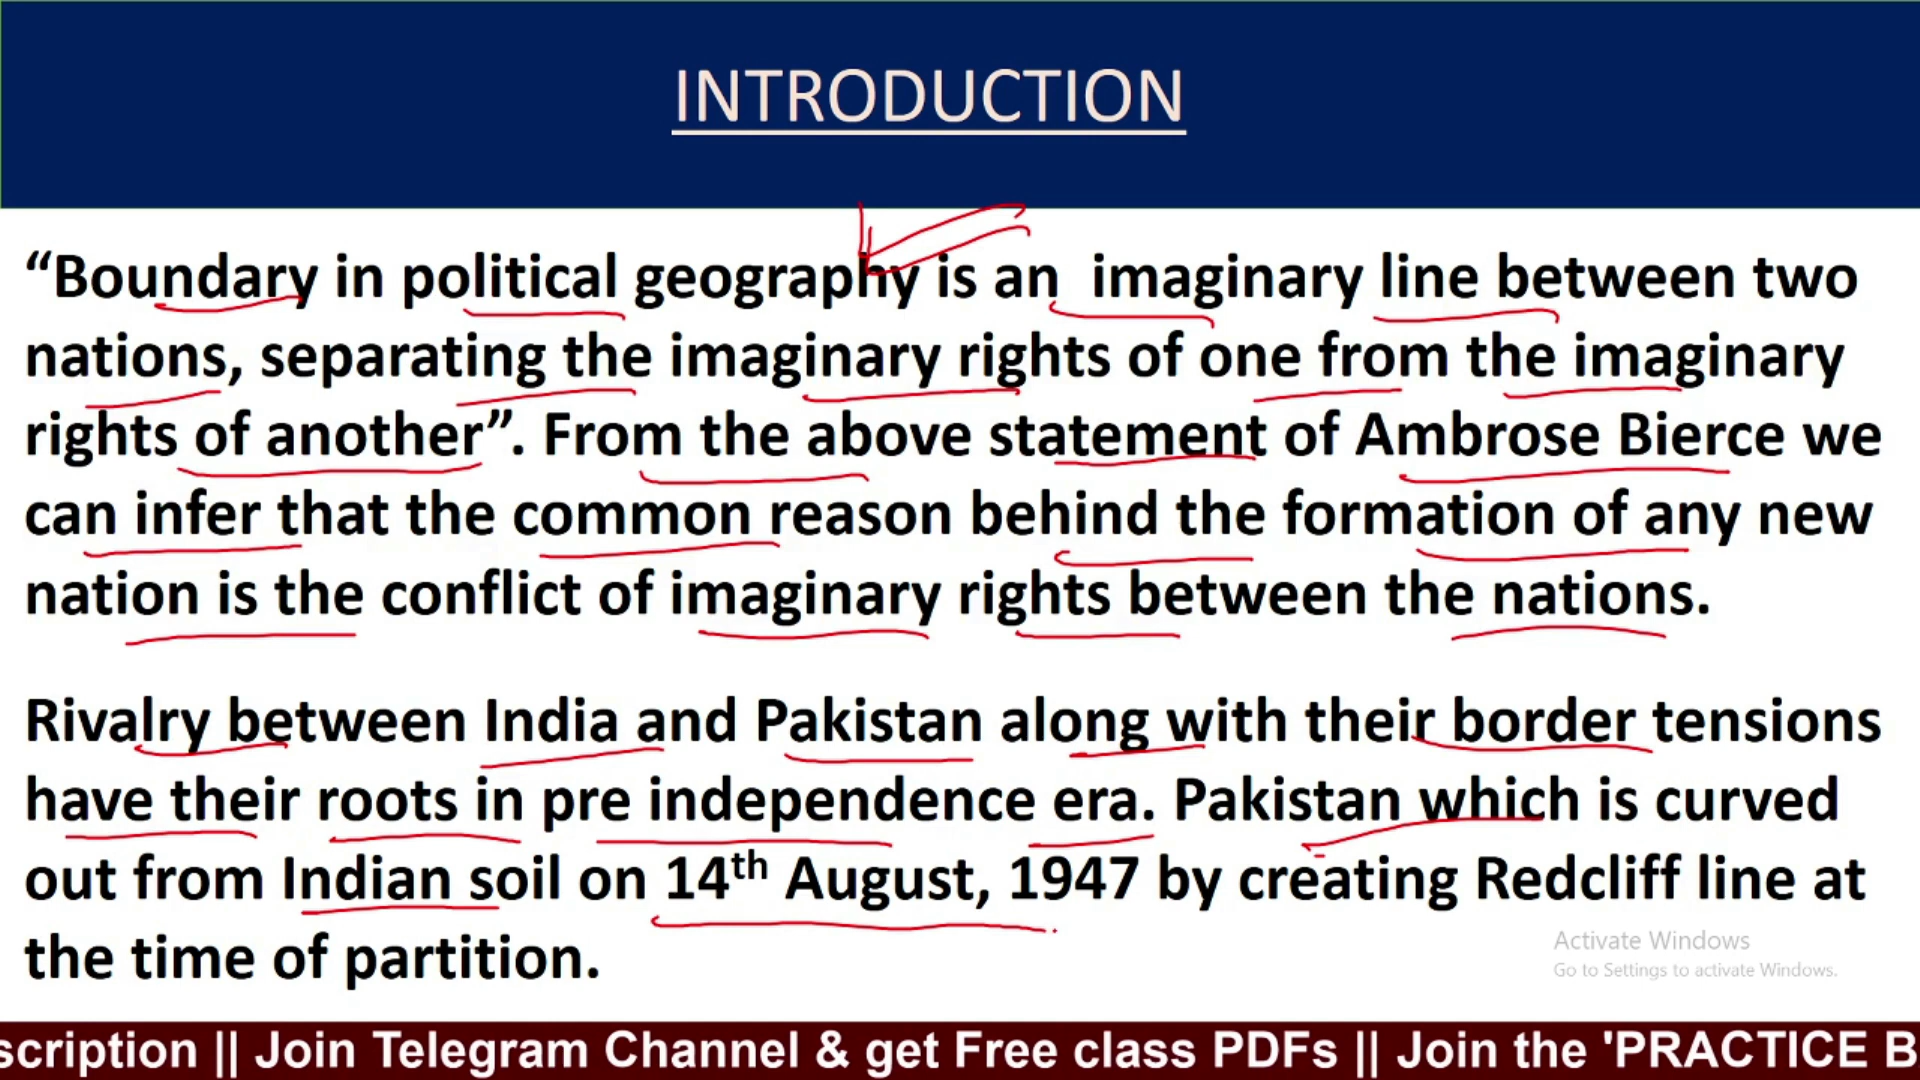 INTRODUCTION
“Boundary in political geography is an  imaginary line between two
nations, separating the imaginary rights of one from the imaginary
rights of another”. From the above statement of Ambrose Bierce we
can infer that the common reason behind the formation of any new
nation is the conflict of imaginary rights between the nations.
Rivalry between India and Pakistan along with their border tensions
have their roots in pre independence era. Pakistan which is curved
out from Indian soil on 14th August, 1947 by creating Redcliff line at
the time of partition.
Activate Windows
Go to Settings to activate Windows.
scription || Join Telegram Channel & get Free class PDFs || Join the 'PRACTICE B